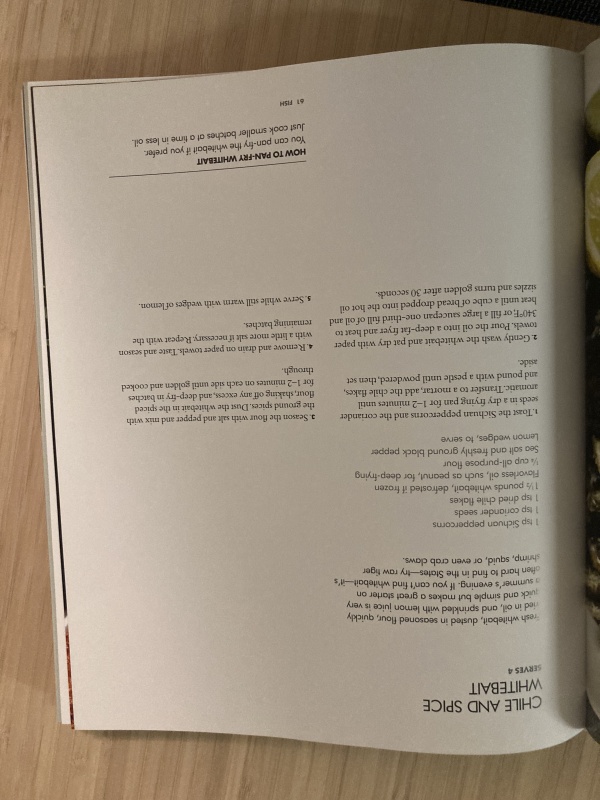 CHILE AND SPICE
WHITEBAIT
SERVES 4
Fresh whitebait, dusted in seasoned flour, quickly
fried in oil, and sprinkled with lemon juice is very
quick and simple but makes a great starter on
a summer's evening. If you can't find whitebait—it's
often hard to find in the States—try raw tiger
shrimp, squid, or even crab claws.
1 tsp Sichuan peppercorns
1 tsp coriander seeds
1 tsp dried chile flakes
1½ pounds whitebait, defrosted if frozen
Flavorless oil, such as peanut, for deep-frying
cup all-purpose flour
Sea salt and freshly ground black pepper
Lemon wedges, to serve
1. Toast the Sichuan peppercorns and the coriander
seeds in a dry frying pan for 1–2 minutes until
aromatic. Transfer to a mortar, add the chile flakes,
and pound with a pestle until powdered, then set
aside.
2. Gently wash the whitebait and pat dry with paper
towels. Pour the oil into a deep-fat fryer and heat to
340°F, or fill a large saucepan one-third full of oil and
heat until a cube of bread dropped into the hot oil
sizzles and turns golden after 30 seconds.
3. Season the flour with salt and pepper and mix with
the ground spices. Dust the whitebait in the spiced
flour, shaking off any excess, and deep-fry in batches
for 1–2 minutes on each side until golden and cooked
through.
4. Remove and drain on paper towels. Taste and season
with a little more salt if necessary. Repeat with the
remaining batches.
5. Serve while still warm with wedges of lemon.
HOW TO PAN-FRY WHITEBAIT
You can pan-fry the whitebait if you prefer.
Just cook smaller batches at a time in less oil.
61 FISH